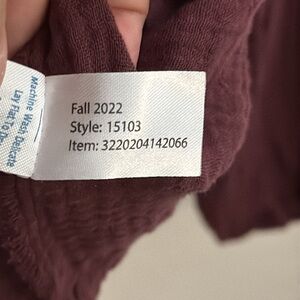 Fall 2022
Style: 15103
Item: 3220204142066
Machine Wash Delicate
Lay Flat To